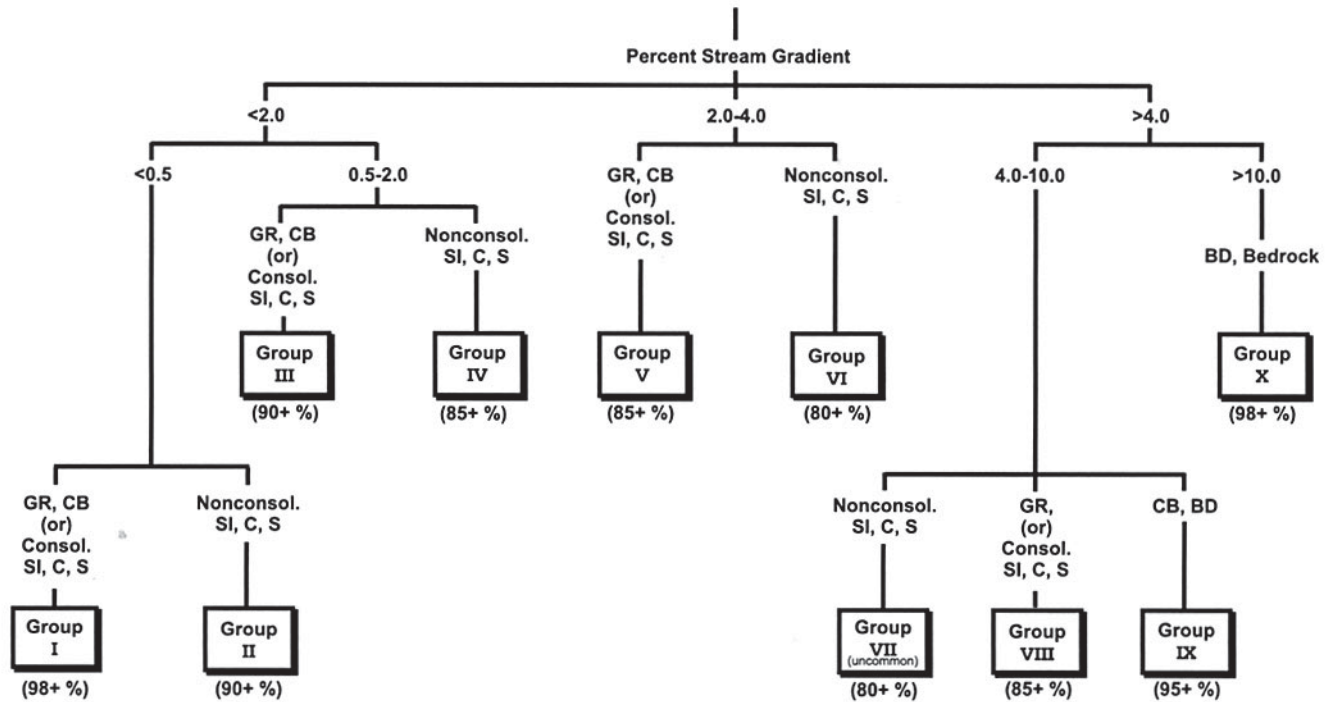 Percent Stream Gradient
<2.0
2.0-4.0
>4.0
<0.5
0.5-2.0
GR, CB
(or)
Consol.
SI, C, S
Nonconsol.
SI, C, S
4.0-10.0
>10.0
GR, CB
(or)
Consol.
SI, C, S
Nonconsol.
SI, C, S
BD, Bedrock
Group
III
(90+ %)
Group
IV
(85+ %)
Group
V
(85+ %)
Group
VI
(80+ %)
Group
X
(98+ %)
GR, CB
(or)
Consol.
SI, C, S
Nonconsol.
SI, C, S
Nonconsol.
SI, C, S
GR,
(or)
Consol.
SI, C, S
CB, BD
Group
I
(98+ %)
Group
II
(90+ %)
Group
VII
(uncommon)
(80+ %)
Group
VIII
(85+ %)
Group
IX
(95+ %)